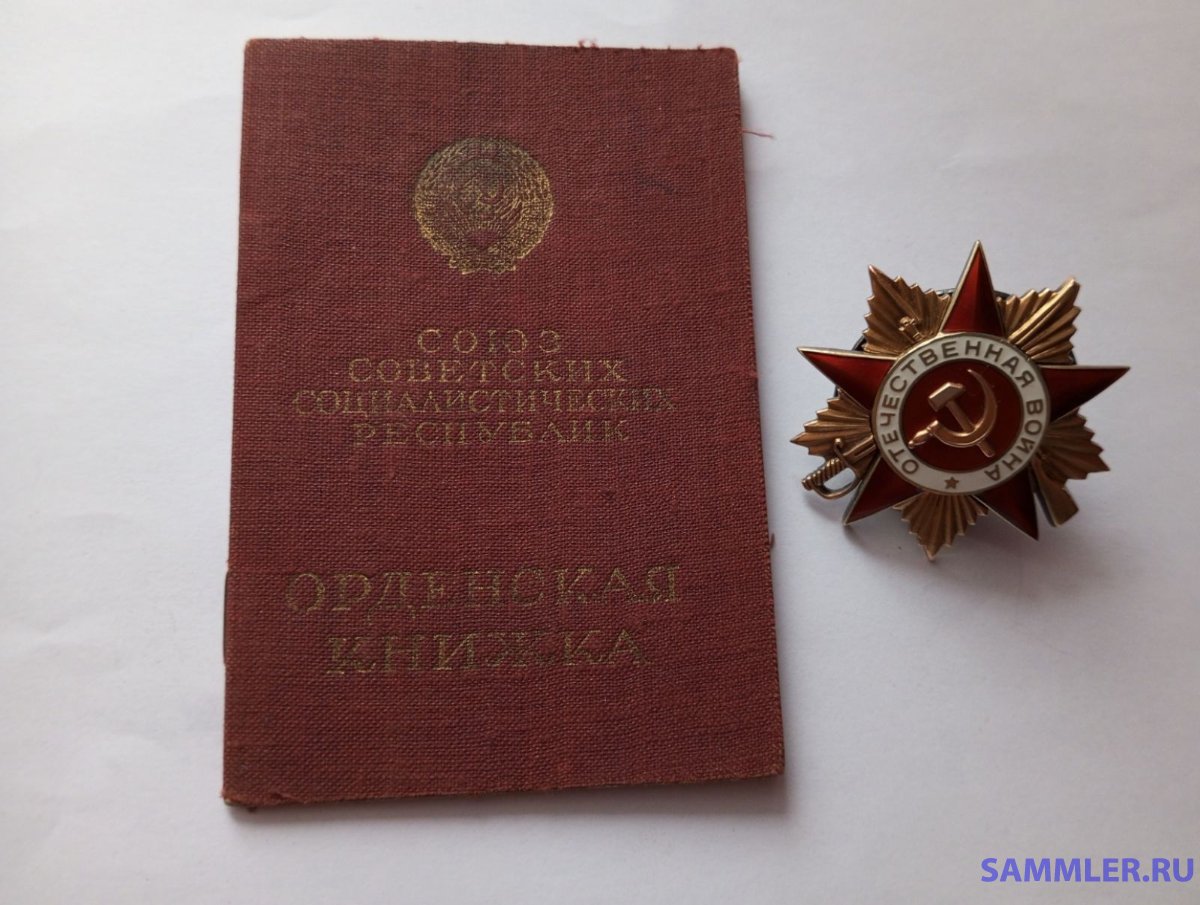 СОЮЗ
СОВЕТСКИХ
СОЦИАЛИСТИЧЕСКИХ
РЕСПУБЛИК
ОРДЕНСКАЯ
КНИЖКА
ОТЕЧЕСТВЕННАЯ ВОЙНА
SAMMLER.RU